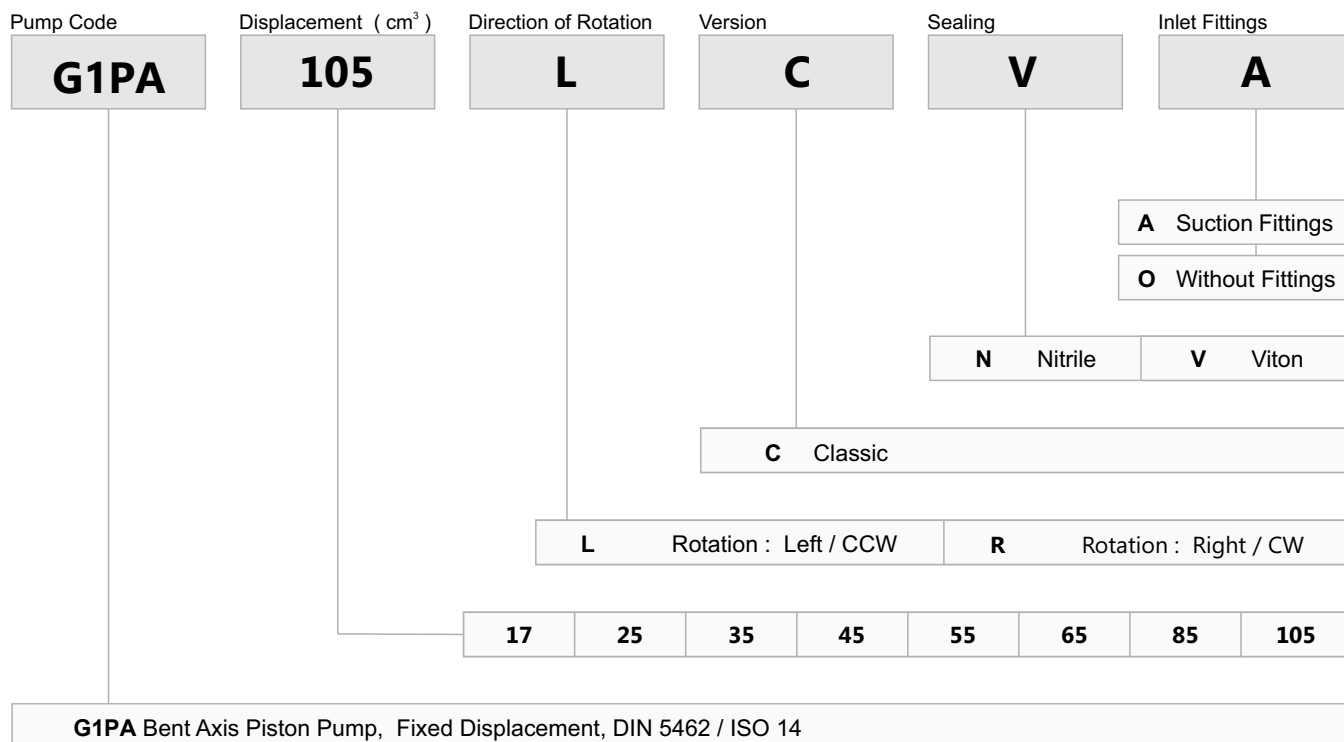 Pump Code Displacement ( cm³ ) Direction of Rotation Version Sealing Inlet Fittings
G1PA 105 L C V A
A Suction Fittings
O Without Fittings
N Nitrile V Viton
C Classic
L Rotation : Left / CCW R Rotation : Right / CW
17 25 35 45 55 65 85 105
G1PA Bent Axis Piston Pump, Fixed Displacement, DIN 5462 / ISO 14